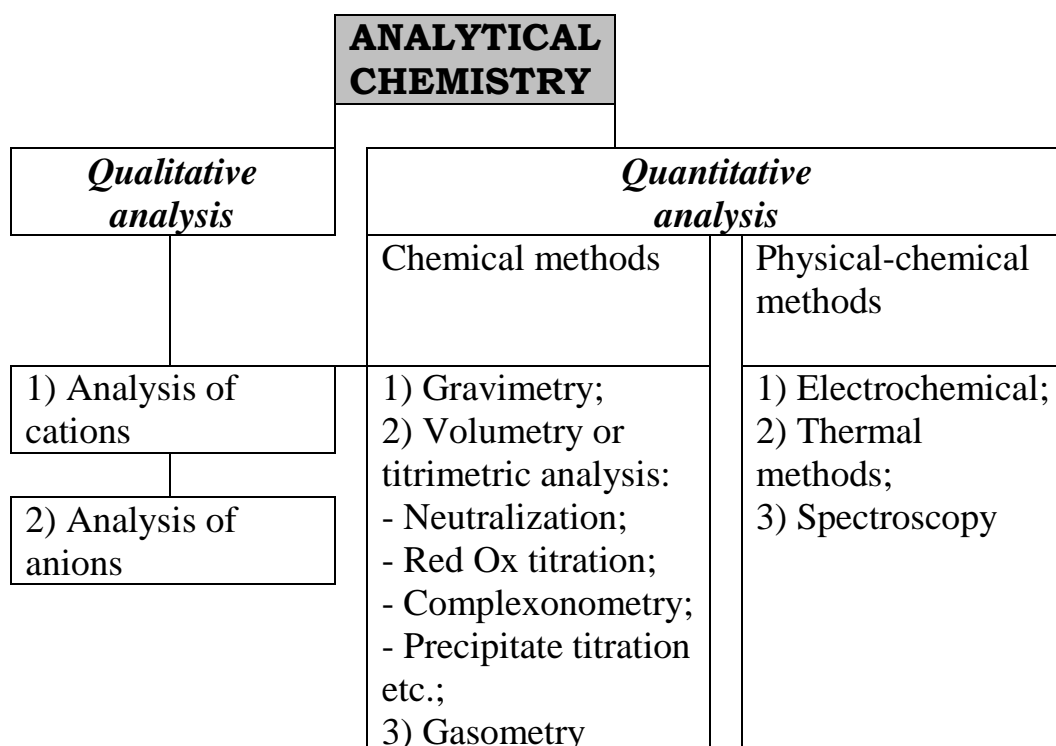 ANALYTICAL
CHEMISTRY
Qualitative
analysis
Quantitative
analysis
Chemical methods
Physical-chemical
methods
1) Analysis of
cations
2) Analysis of
anions
1) Gravimetry;
2) Volumetry or
titrimetric analysis:
- Neutralization;
- Red Ox titration;
- Complexonometry;
- Precipitate titration
etc.;
3) Gasometry
1) Electrochemical;
2) Thermal
methods;
3) Spectroscopy